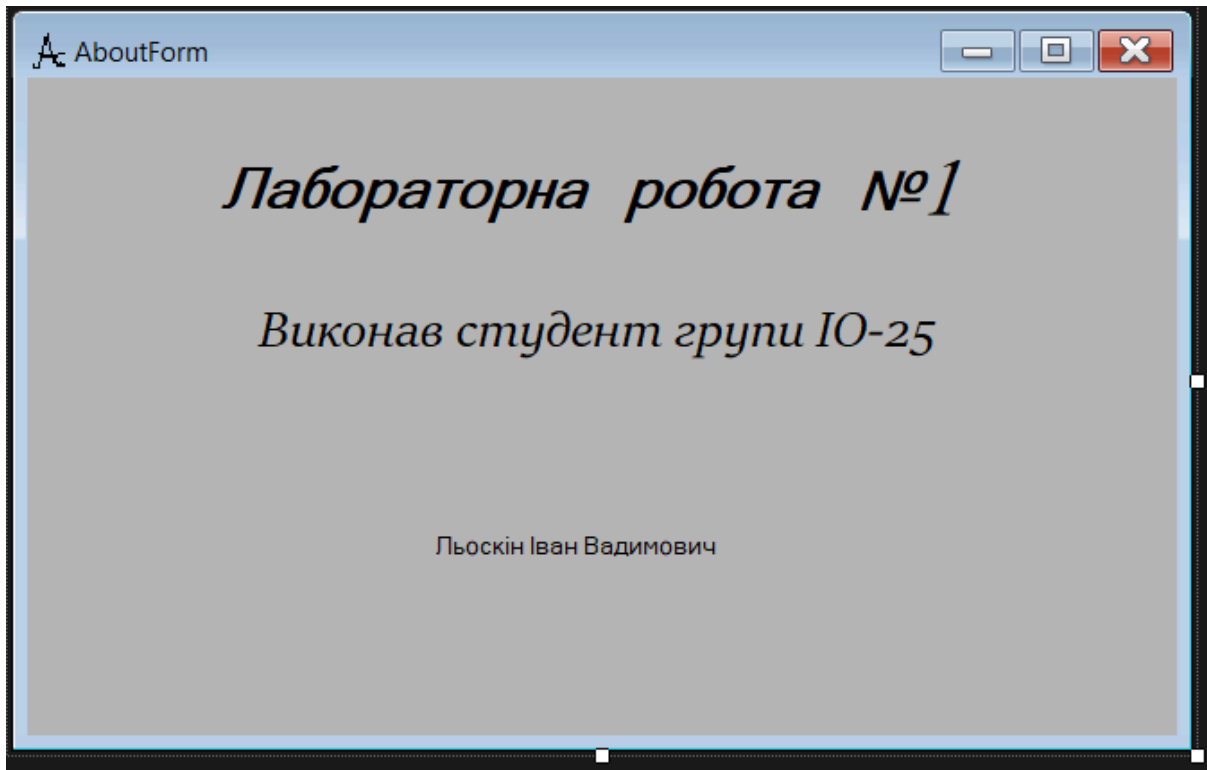 AboutForm
Лабораторна робота №1
Виконав студент групи ІО-25
Льоскін Іван Вадимович